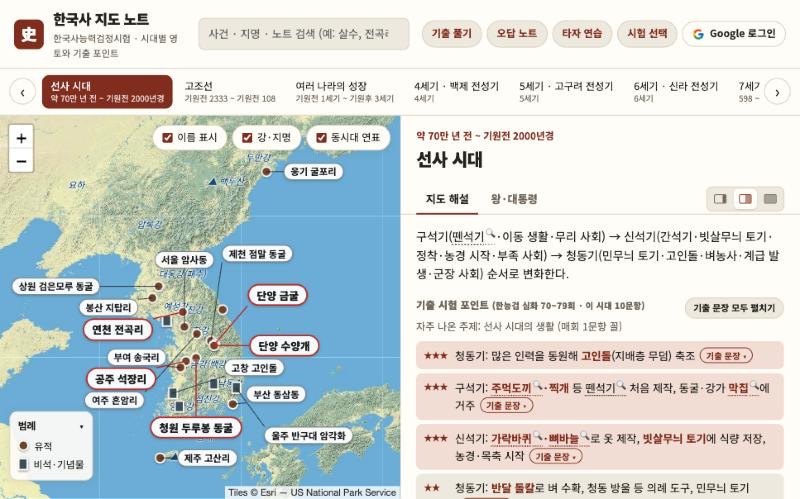 史
한국사 지도 노트
한국사능력검정시험 · 시대별 영
토와 기출 포인트
사건 · 지명 · 노트 검색 (예: 살수, 전곡리
기출 풀기
오답 노트
타자 연습
시험 선택
Google 로그인
선사 시대
약 70만 년 전 ~ 기원전 2000년경
고조선
기원전 2333 ~ 기원전 108
여러 나라의 성장
기원전 1세기 ~ 기원후 3세기
4세기 · 백제 전성기
4세기
5세기 · 고구려 전성기
5세기
6세기 · 신라 전성기
6세기
598 ~
+
−
이름 표시
강·지명
동시대 연표
두만강
웅기 굴포리
백두산
요하
압록강
서울 암사동
제천 점말 동굴
상원 검은모루 동굴
단양 금굴
봉산 지탑리
연천 전곡리
단양 수양개
부여 송국리
고창 고인돌
공주 석장리
부산 동삼동
여주 흔암리
청원 두루봉 동굴
울주 반구대 암각화
제주 고산리
범례
유적
비석·기념물
Tiles © Esri — US National Park Service
약 70만 년 전 ~ 기원전 2000년경
선사 시대
지도 해설
왕·대통령
구석기(뗀석기·이동 생활·무리 사회) → 신석기(간석기·빗살무늬 토기·
정착·농경 시작·부족 사회) → 청동기(민무늬 토기·고인돌·벼농사·계급 발
생·군장 사회) 순서로 변화한다.
기출 시험 포인트 (한능검 심화 70~79회 · 이 시대 10문항)
기출 문장 모두 펼치기
자주 나온 주제: 선사 시대의 생활 (매회 1문항 꼴)
★★★ 청동기: 많은 인력을 동원해 고인돌(지배층 무덤) 축조 기출 문장
★★★ 구석기: 주먹도끼·찍개 등 뗀석기 처음 제작, 동굴·강가 막집에
거주 기출 문장
★★★ 신석기: 가락바퀴·뼈바늘로 옷 제작, 빗살무늬 토기에 식량 저장,
농경·목축 시작 기출 문장
★★ 청동기: 반달 돌칼로 벼 수확, 청동 방울 등 의례 도구, 민무늬 토기